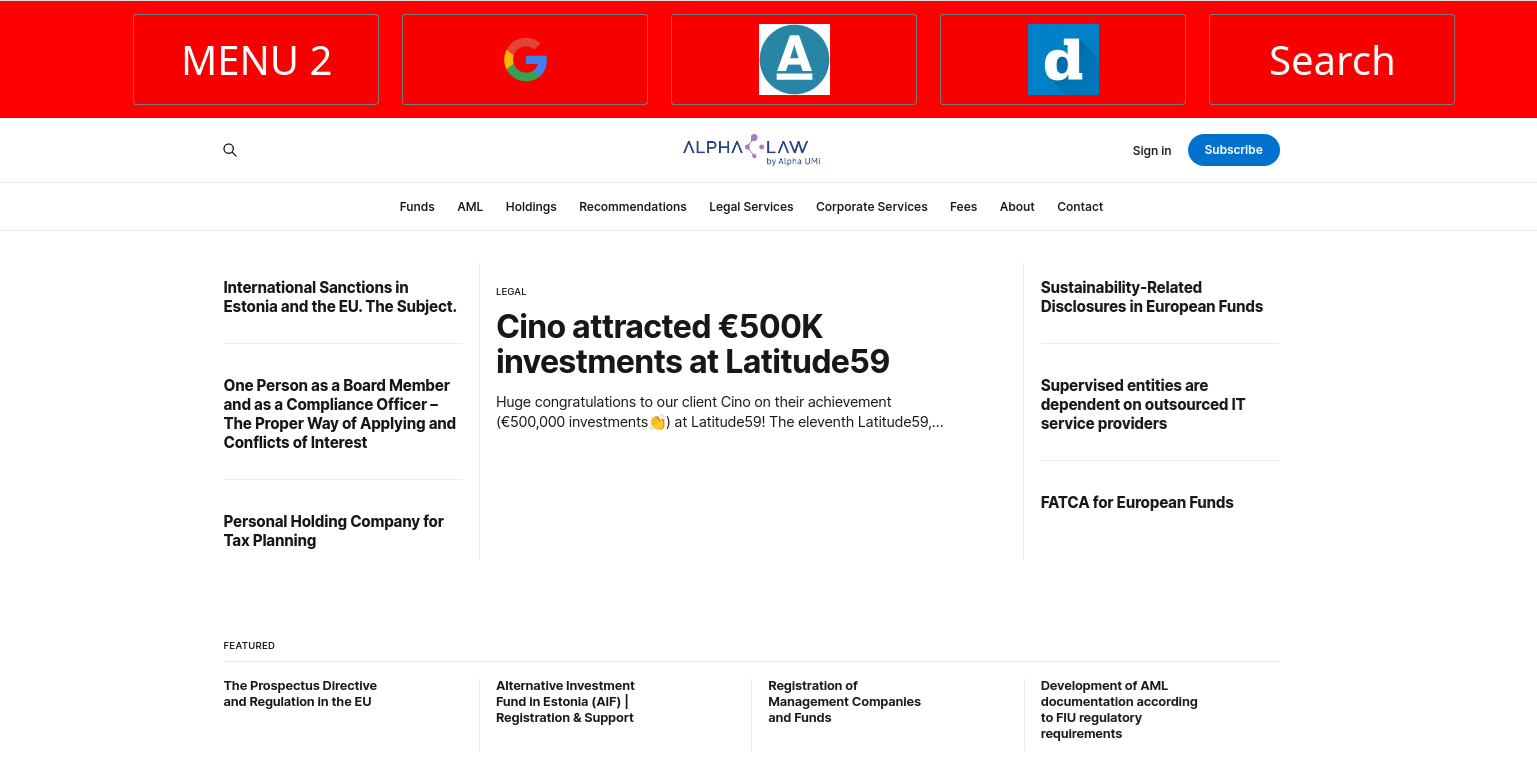 MENU 2
G
A
d
Search
ALPHA LAW
by Alpha UMi
Sign in
Subscribe
Funds
AML
Holdings
Recommendations
Legal Services
Corporate Services
Fees
About
Contact
International Sanctions in
Estonia and the EU. The Subject.
One Person as a Board Member
and as a Compliance Officer –
The Proper Way of Applying and
Conflicts of Interest
Personal Holding Company for
Tax Planning
LEGAL
Cino attracted €500K
investments at Latitude59
Huge congratulations to our client Cino on their achievement
(€500,000 investments👏) at Latitude59! The eleventh Latitude59,...
Sustainability-Related
Disclosures in European Funds
Supervised entities are
dependent on outsourced IT
service providers
FATCA for European Funds
FEATURED
The Prospectus Directive
and Regulation in the EU
Alternative Investment
Fund in Estonia (AIF) |
Registration & Support
Registration of
Management Companies
and Funds
Development of AML
documentation according
to FIU regulatory
requirements